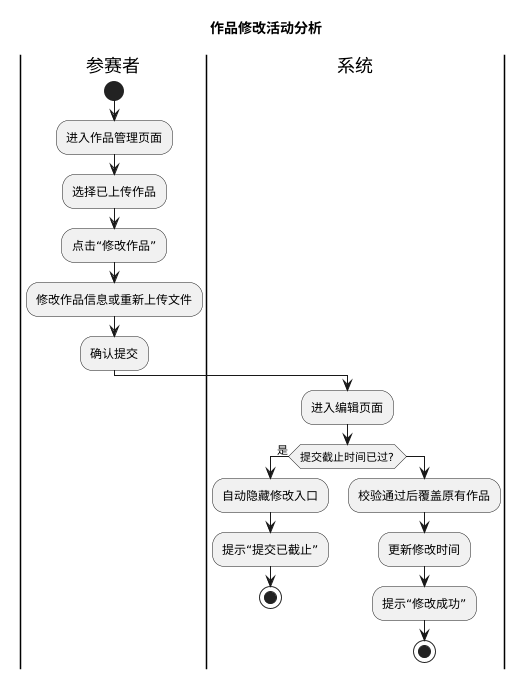 作品修改活动分析
参赛者
系统
进入作品管理页面
选择已上传作品
点击“修改作品”
修改作品信息或重新上传文件
确认提交
进入编辑页面
是
提交截止时间已过?
自动隐藏修改入口
校验通过后覆盖原有作品
提示“提交已截止”
更新修改时间
提示“修改成功”